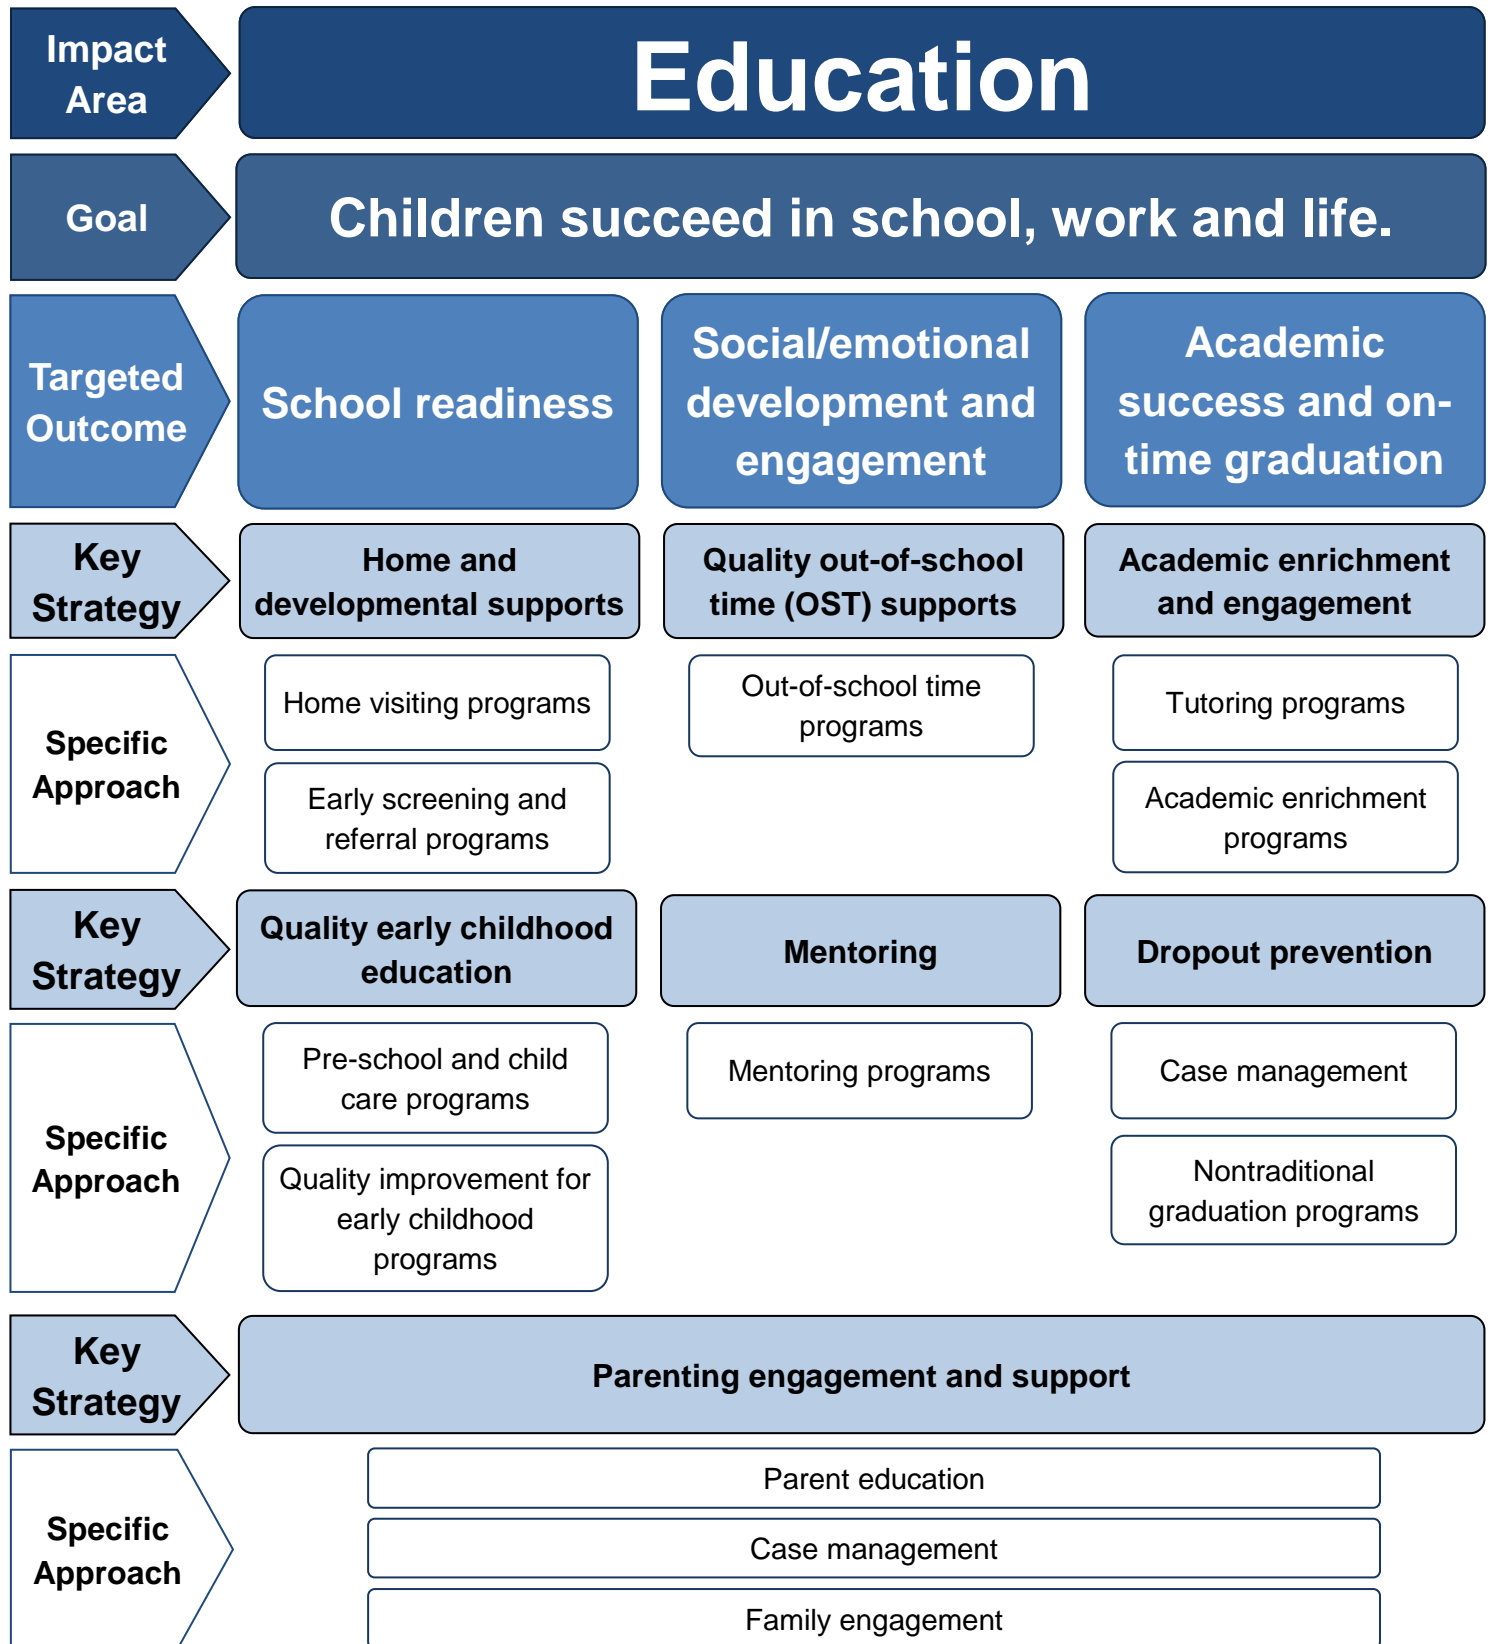 Impact
Area
Education
Goal
Children succeed in school, work and life.
Targeted
Outcome
School readiness
Social/emotional
development and
engagement
Academic
success and on-
time graduation
Key
Strategy
Home and
developmental supports
Quality out-of-school
time (OST) supports
Academic enrichment
and engagement
Specific
Approach
Home visiting programs
Early screening and
referral programs
Out-of-school time
programs
Tutoring programs
Academic enrichment
programs
Key
Strategy
Quality early childhood
education
Mentoring
Dropout prevention
Specific
Approach
Pre-school and child
care programs
Quality improvement for
early childhood
programs
Mentoring programs
Case management
Nontraditional
graduation programs
Key
Strategy
Parenting engagement and support
Specific
Approach
Parent education
Case management
Family engagement